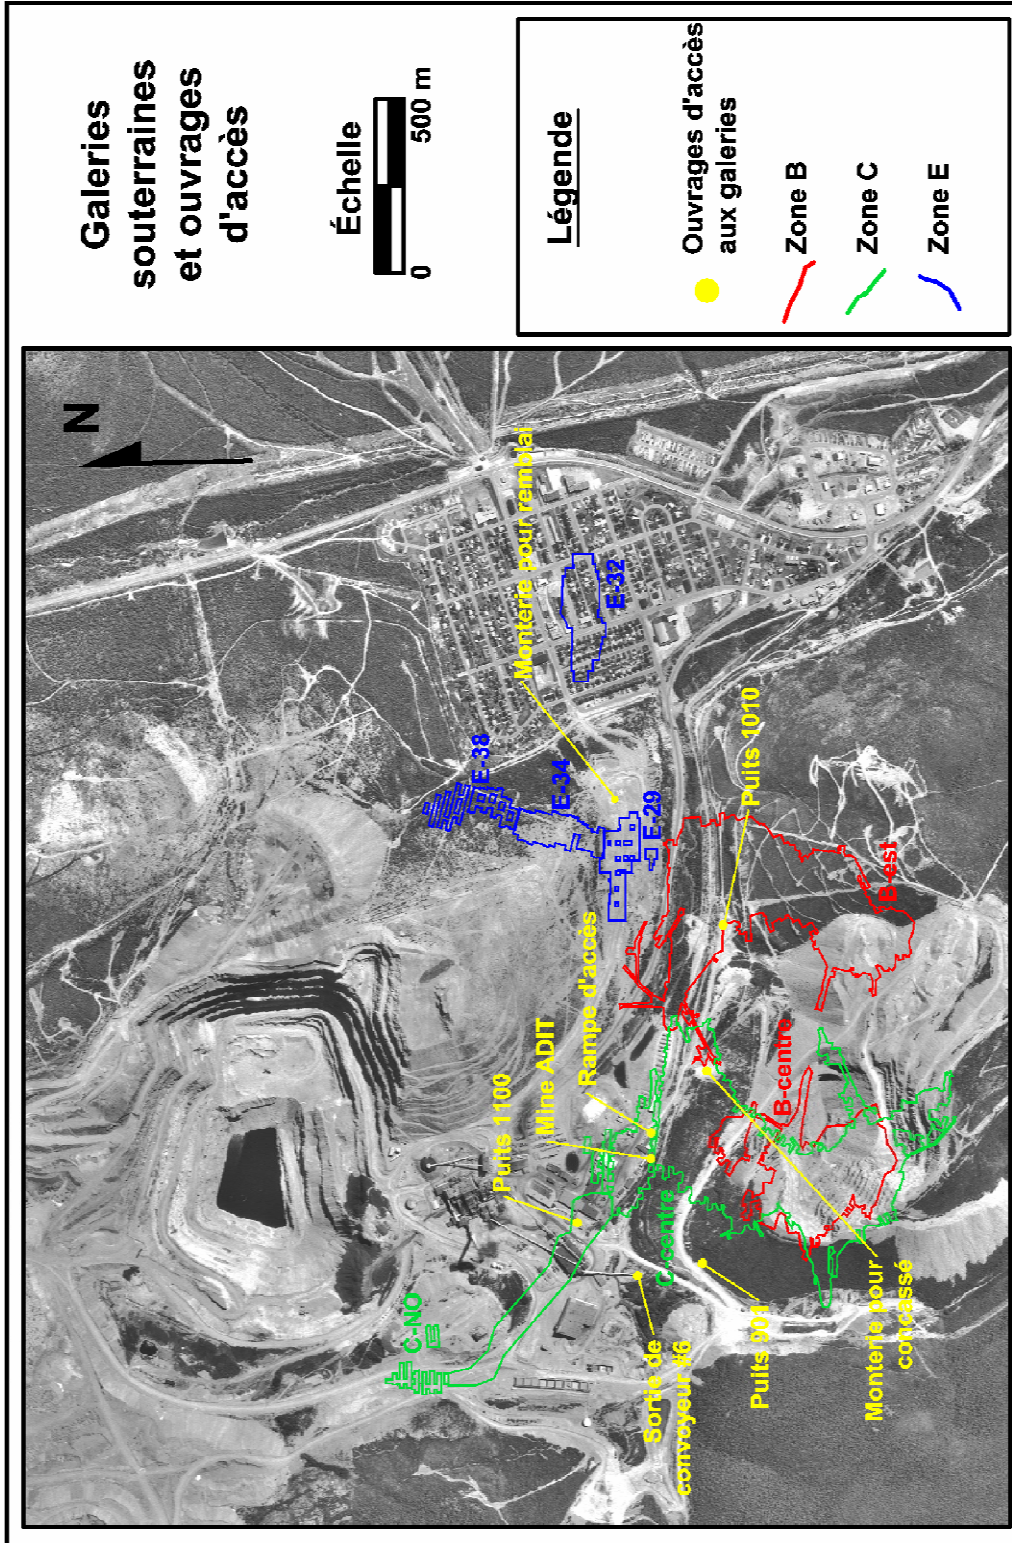 Galeries
souterraines
et ouvrages
d'accès
Échelle
0 500 m
Légende
Ouvrages d'accès
aux galeries
Zone B
Zone C
Zone E
N
C-NO
Puits 1100
Mine ADIT
Rampe d'accès
E-38
E-34
E-29
Monterie pour remblai
E-32
Sortie de
convoyeur #6
C-centre
Puits 901
Monterie pour
concassé
B-centre
Puits 1010
B-est